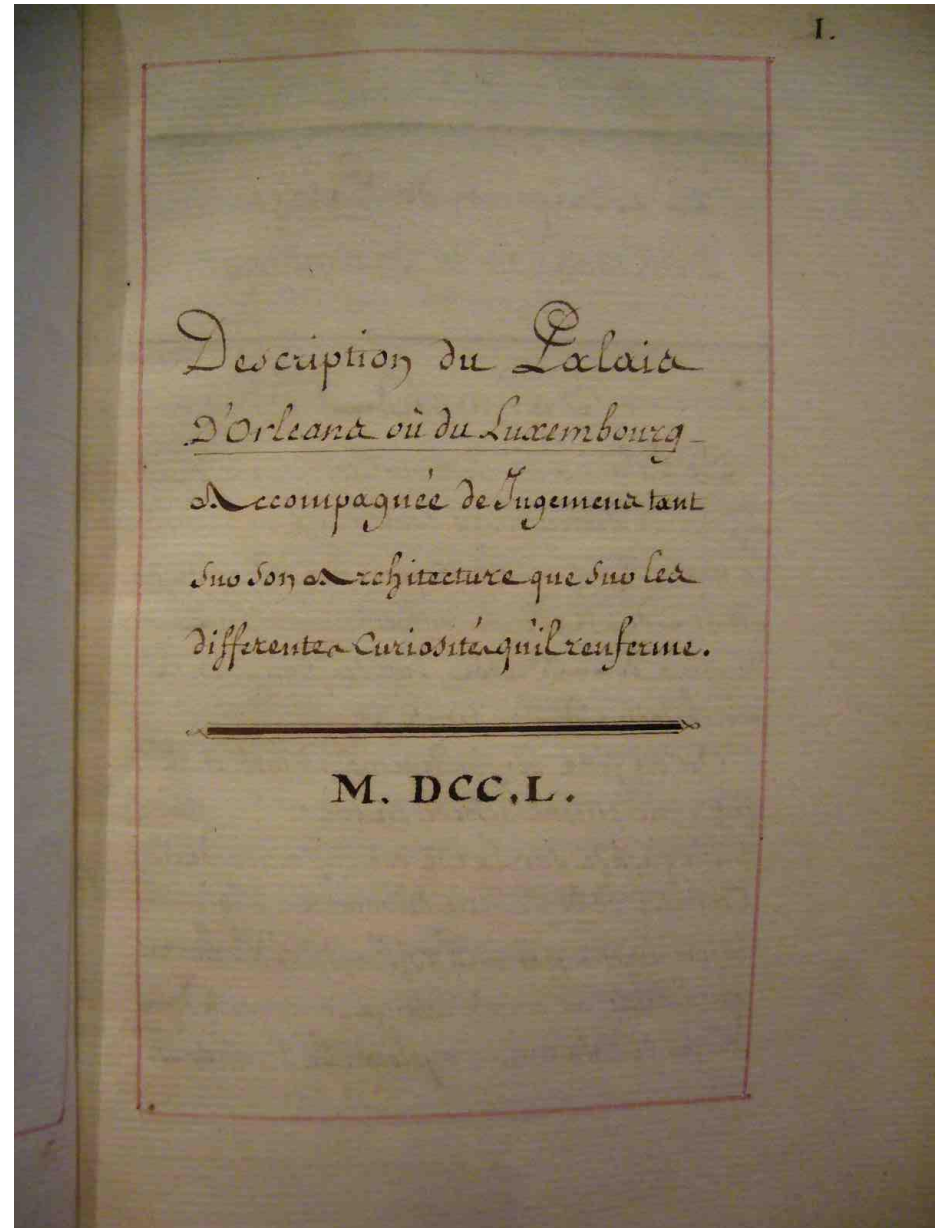 I.
Description du Palais
D'Orleans où du Luxembourg
Accompagnée de Jugemens tant
sur son Architecture que sur les
differentes Curiosités qu'il renferme.
M. DCC. L.